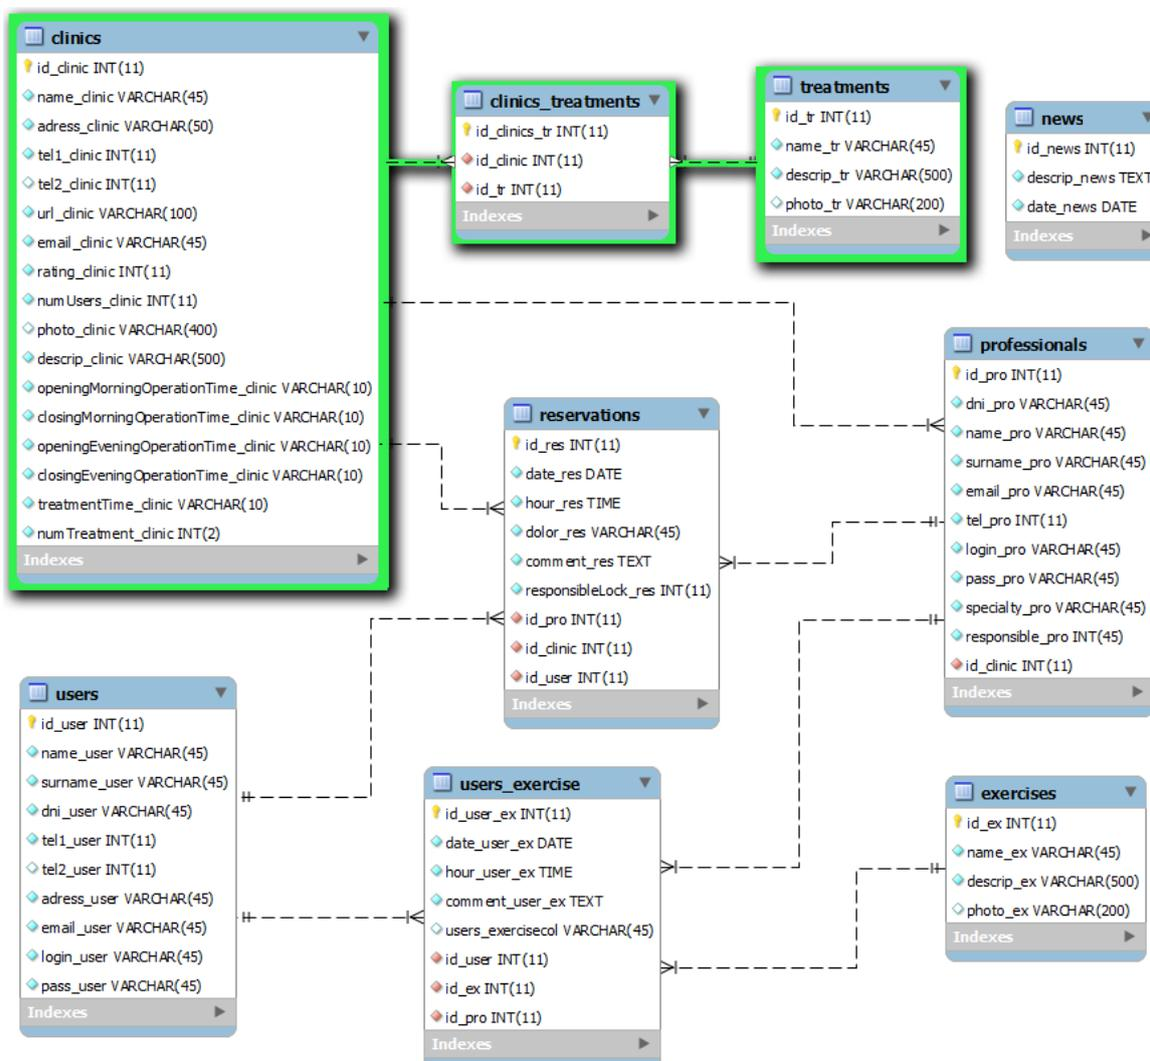 clinics
id_clinic INT(11)
name_clinic VARCHAR(45)
adress_clinic VARCHAR(50)
tel1_clinic INT(11)
tel2_clinic INT(11)
url_clinic VARCHAR(100)
email_clinic VARCHAR(45)
rating_clinic INT(11)
numUsers_clinic INT(11)
photo_clinic VARCHAR(400)
descrip_clinic VARCHAR(500)
openingMorningOperationTime_clinic VARCHAR(10)
closingMorningOperationTime_clinic VARCHAR(10)
openingEveningOperationTime_clinic VARCHAR(10)
closingEveningOperationTime_clinic VARCHAR(10)
treatmentTime_clinic VARCHAR(10)
numTreatment_clinic INT(2)
Indexes
clinics_treatments
id_clinics_tr INT(11)
id_clinic INT(11)
id_tr INT(11)
Indexes
treatments
id_tr INT(11)
name_tr VARCHAR(45)
descrip_tr VARCHAR(500)
photo_tr VARCHAR(200)
Indexes
news
id_news INT(11)
descrip_news TEXT
date_news DATE
Indexes
professionals
id_pro INT(11)
dni_pro VARCHAR(45)
name_pro VARCHAR(45)
surname_pro VARCHAR(45)
email_pro VARCHAR(45)
tel_pro INT(11)
login_pro VARCHAR(45)
pass_pro VARCHAR(45)
specialty_pro VARCHAR(45)
responsible_pro INT(45)
id_clinic INT(11)
Indexes
reservations
id_res INT(11)
date_res DATE
hour_res TIME
dolor_res VARCHAR(45)
comment_res TEXT
responsibleLock_res INT(11)
id_pro INT(11)
id_clinic INT(11)
id_user INT(11)
Indexes
users
id_user INT(11)
name_user VARCHAR(45)
surname_user VARCHAR(45)
dni_user VARCHAR(45)
tel1_user INT(11)
tel2_user INT(11)
adress_user VARCHAR(45)
email_user VARCHAR(45)
login_user VARCHAR(45)
pass_user VARCHAR(45)
Indexes
users_exercise
id_user_ex INT(11)
date_user_ex DATE
hour_user_ex TIME
comment_user_ex TEXT
users_exercisecol VARCHAR(45)
id_user INT(11)
id_ex INT(11)
id_pro INT(11)
Indexes
exercises
id_ex INT(11)
name_ex VARCHAR(45)
descrip_ex VARCHAR(500)
photo_ex VARCHAR(200)
Indexes